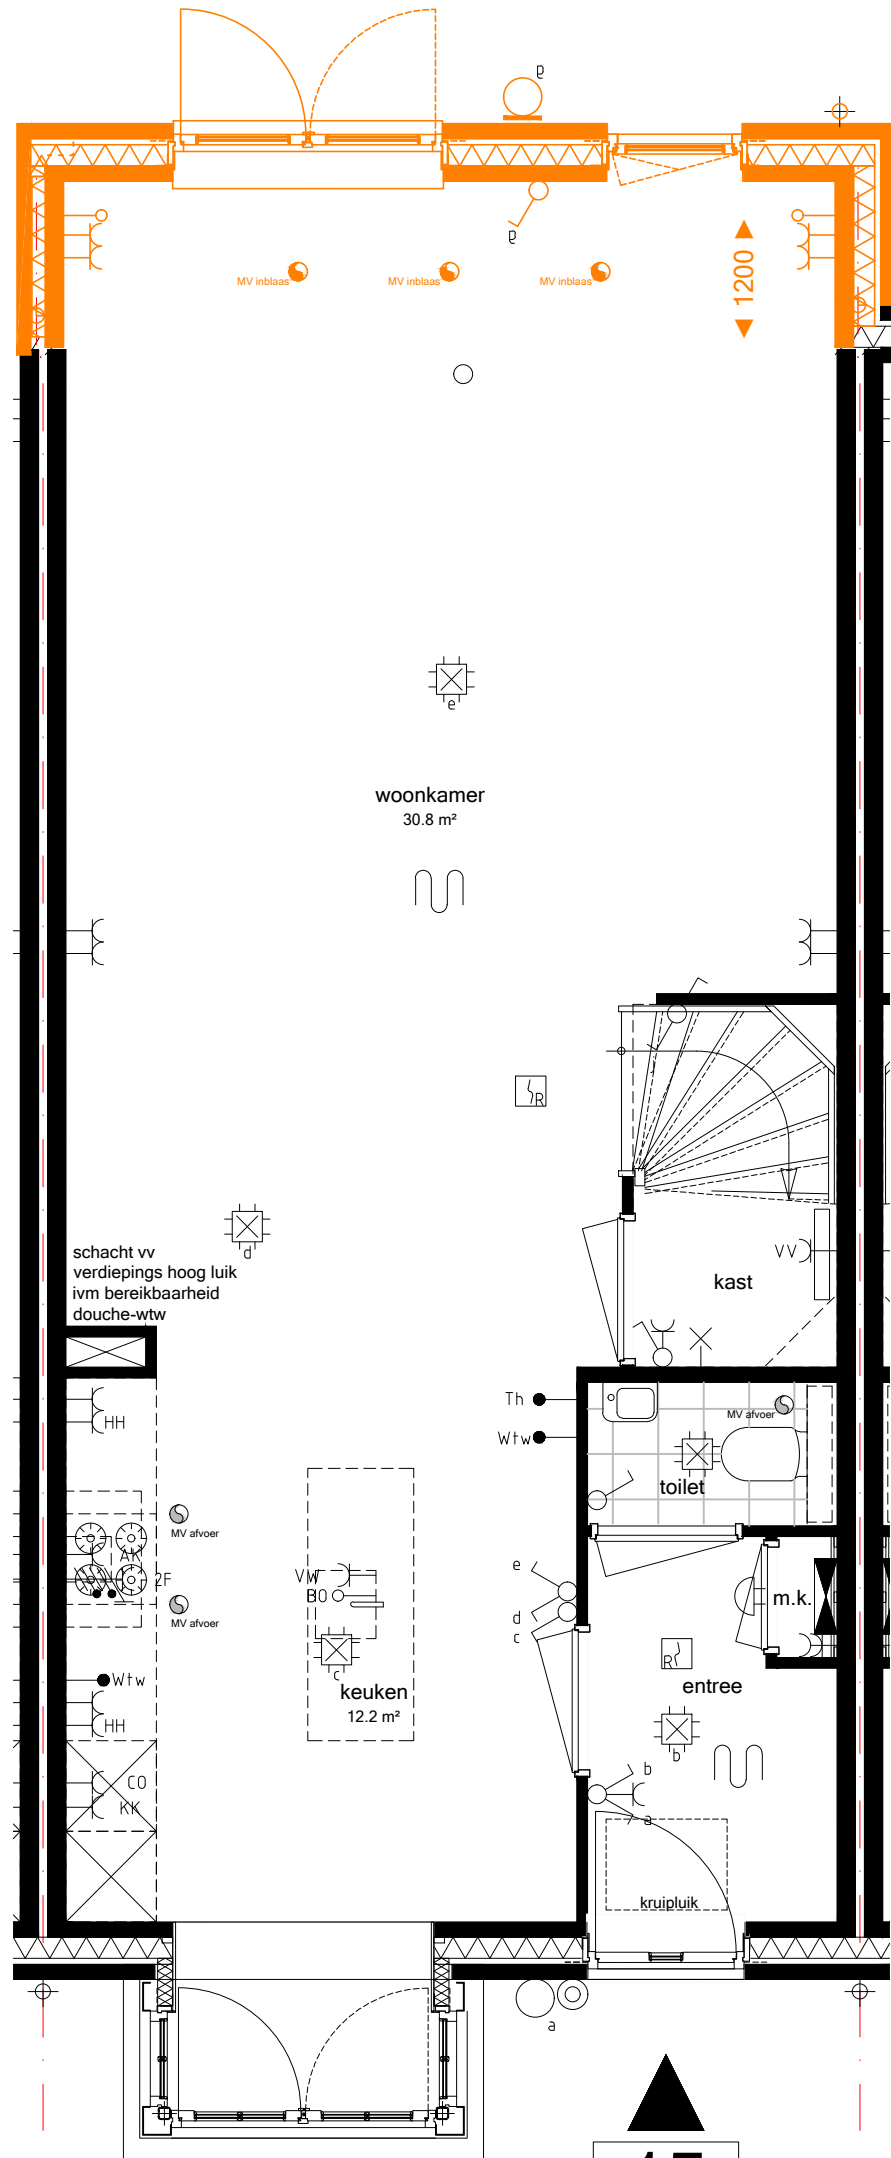 g
g
MV inblaas
MV inblaas
MV inblaas
1200
e
woonkamer
30.8 m²
R
d
schacht vv
verdiepings hoog luik
ivm bereikbaarheid
douche-wtw
VV
kast
Th
Wtw
HH
MV afvoer
toilet
MV afvoer
AK
2F
VW
BO
e
d
c
m.k.
MV afvoer
R
Wtw
c
keuken
12.2 m²
entree
HH
b
b
CO
KK
a
kruipluik
a